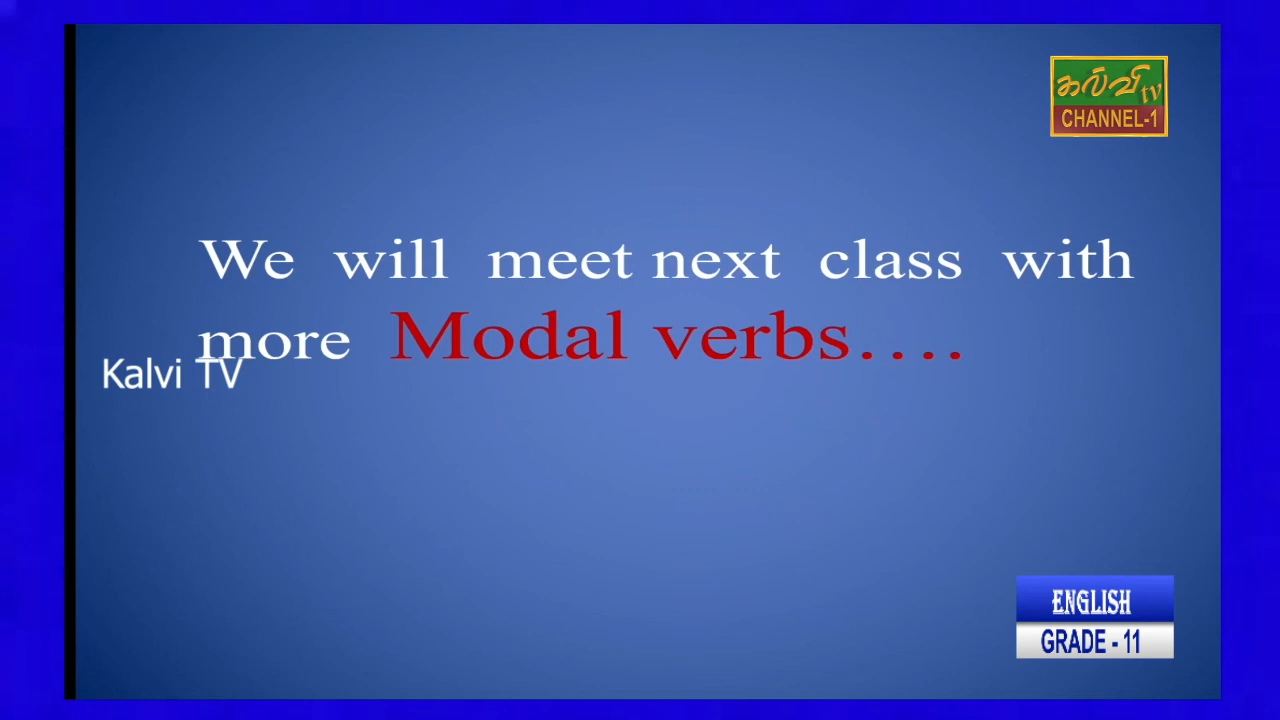 கல்வி tv
CHANNEL-1
We will meet next class with
more Modal verbs….
Kalvi TV
ENGLISH
GRADE - 11